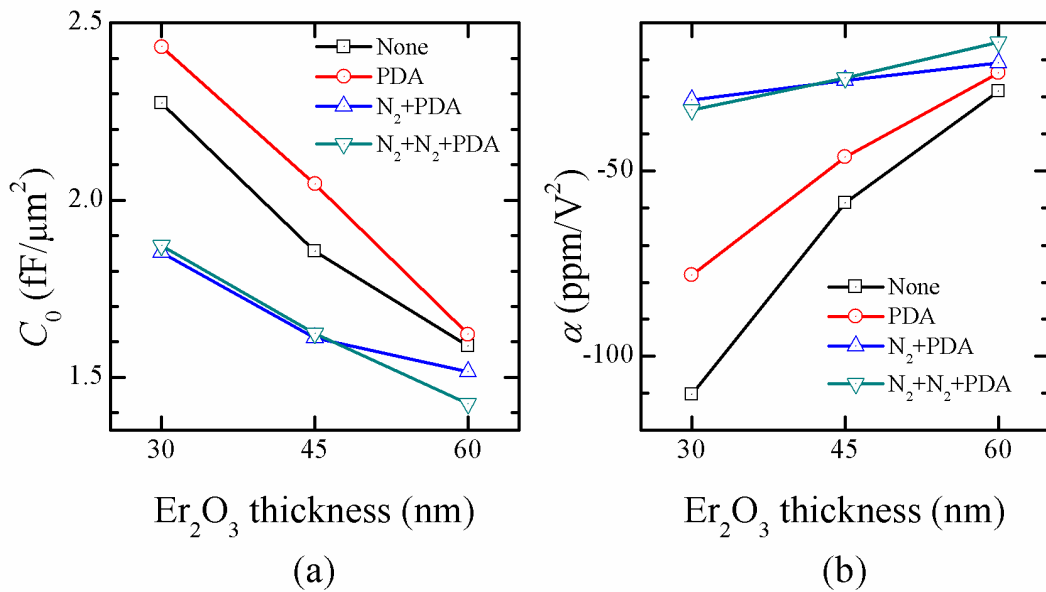 2.5
2.0
1.5
C₀ (fF/μm²)
None
PDA
N₂+PDA
N₂+N₂+PDA
30 45 60
Er₂O₃ thickness (nm)
(a)
-50
-100
α (ppm/V²)
None
PDA
N₂+PDA
N₂+N₂+PDA
30 45 60
Er₂O₃ thickness (nm)
(b)